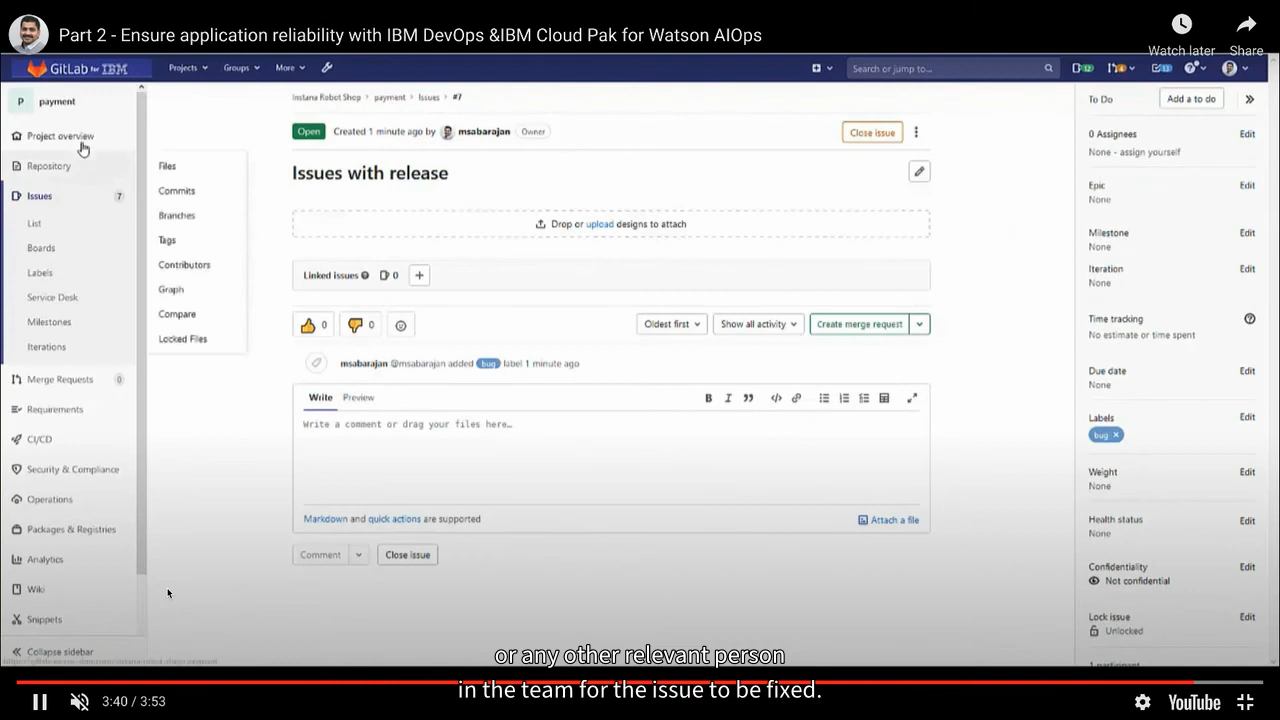 Part 2 - Ensure application reliability with IBM DevOps &IBM Cloud Pak for Watson AIOps
Watch later
Share
GitLab for IBM
Projects
Groups
More
Search or jump to...
P payment
Project overview
Repository
Issues 7
List
Boards
Labels
Service Desk
Milestones
Iterations
Merge Requests 0
Requirements
CI/CD
Security & Compliance
Operations
Packages & Registries
Analytics
Wiki
Snippets
Collapse sidebar
Files
Commits
Branches
Tags
Contributors
Graph
Compare
Locked Files
Instana Robot Shop > payment > Issues > #7
Open Created 1 minute ago by msabarajan Owner
Close issue
Issues with release
Drop or upload designs to attach
Linked issues 0 +
0 0
Oldest first
Show all activity
Create merge request
msabarajan @msabarajan added bug label 1 minute ago
Write Preview
Write a comment or drag your files here…
Markdown and quick actions are supported
Attach a file
Comment
Close issue
To Do Add a to do
0 Assignees Edit
None - assign yourself
Epic Edit
None
Milestone Edit
None
Iteration Edit
None
Time tracking
No estimate or time spent
Due date Edit
None
Labels Edit
bug
Weight Edit
None
Health status Edit
None
Confidentiality Edit
Not confidential
Lock issue Edit
Unlocked
1 participant
or any other relevant person
in the team for the issue to be fixed.
3:40 / 3:53
YouTube